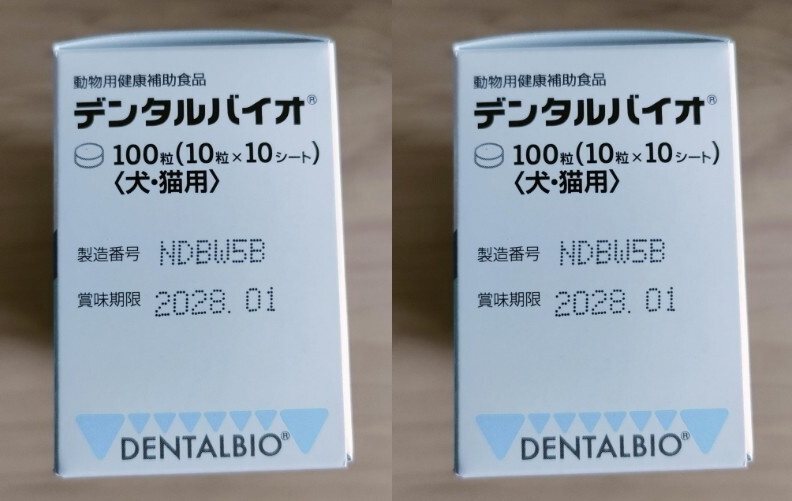 動物用健康補助食品
デンタルバイオ®
100粒(10粒×10シート)
〈犬・猫用〉
製造番号 NDBW5B
賞味期限 2028. 01
DENTALBIO®
動物用健康補助食品
デンタルバイオ®
100粒(10粒×10シート)
〈犬・猫用〉
製造番号 NDBW5B
賞味期限 2028. 01
DENTALBIO®